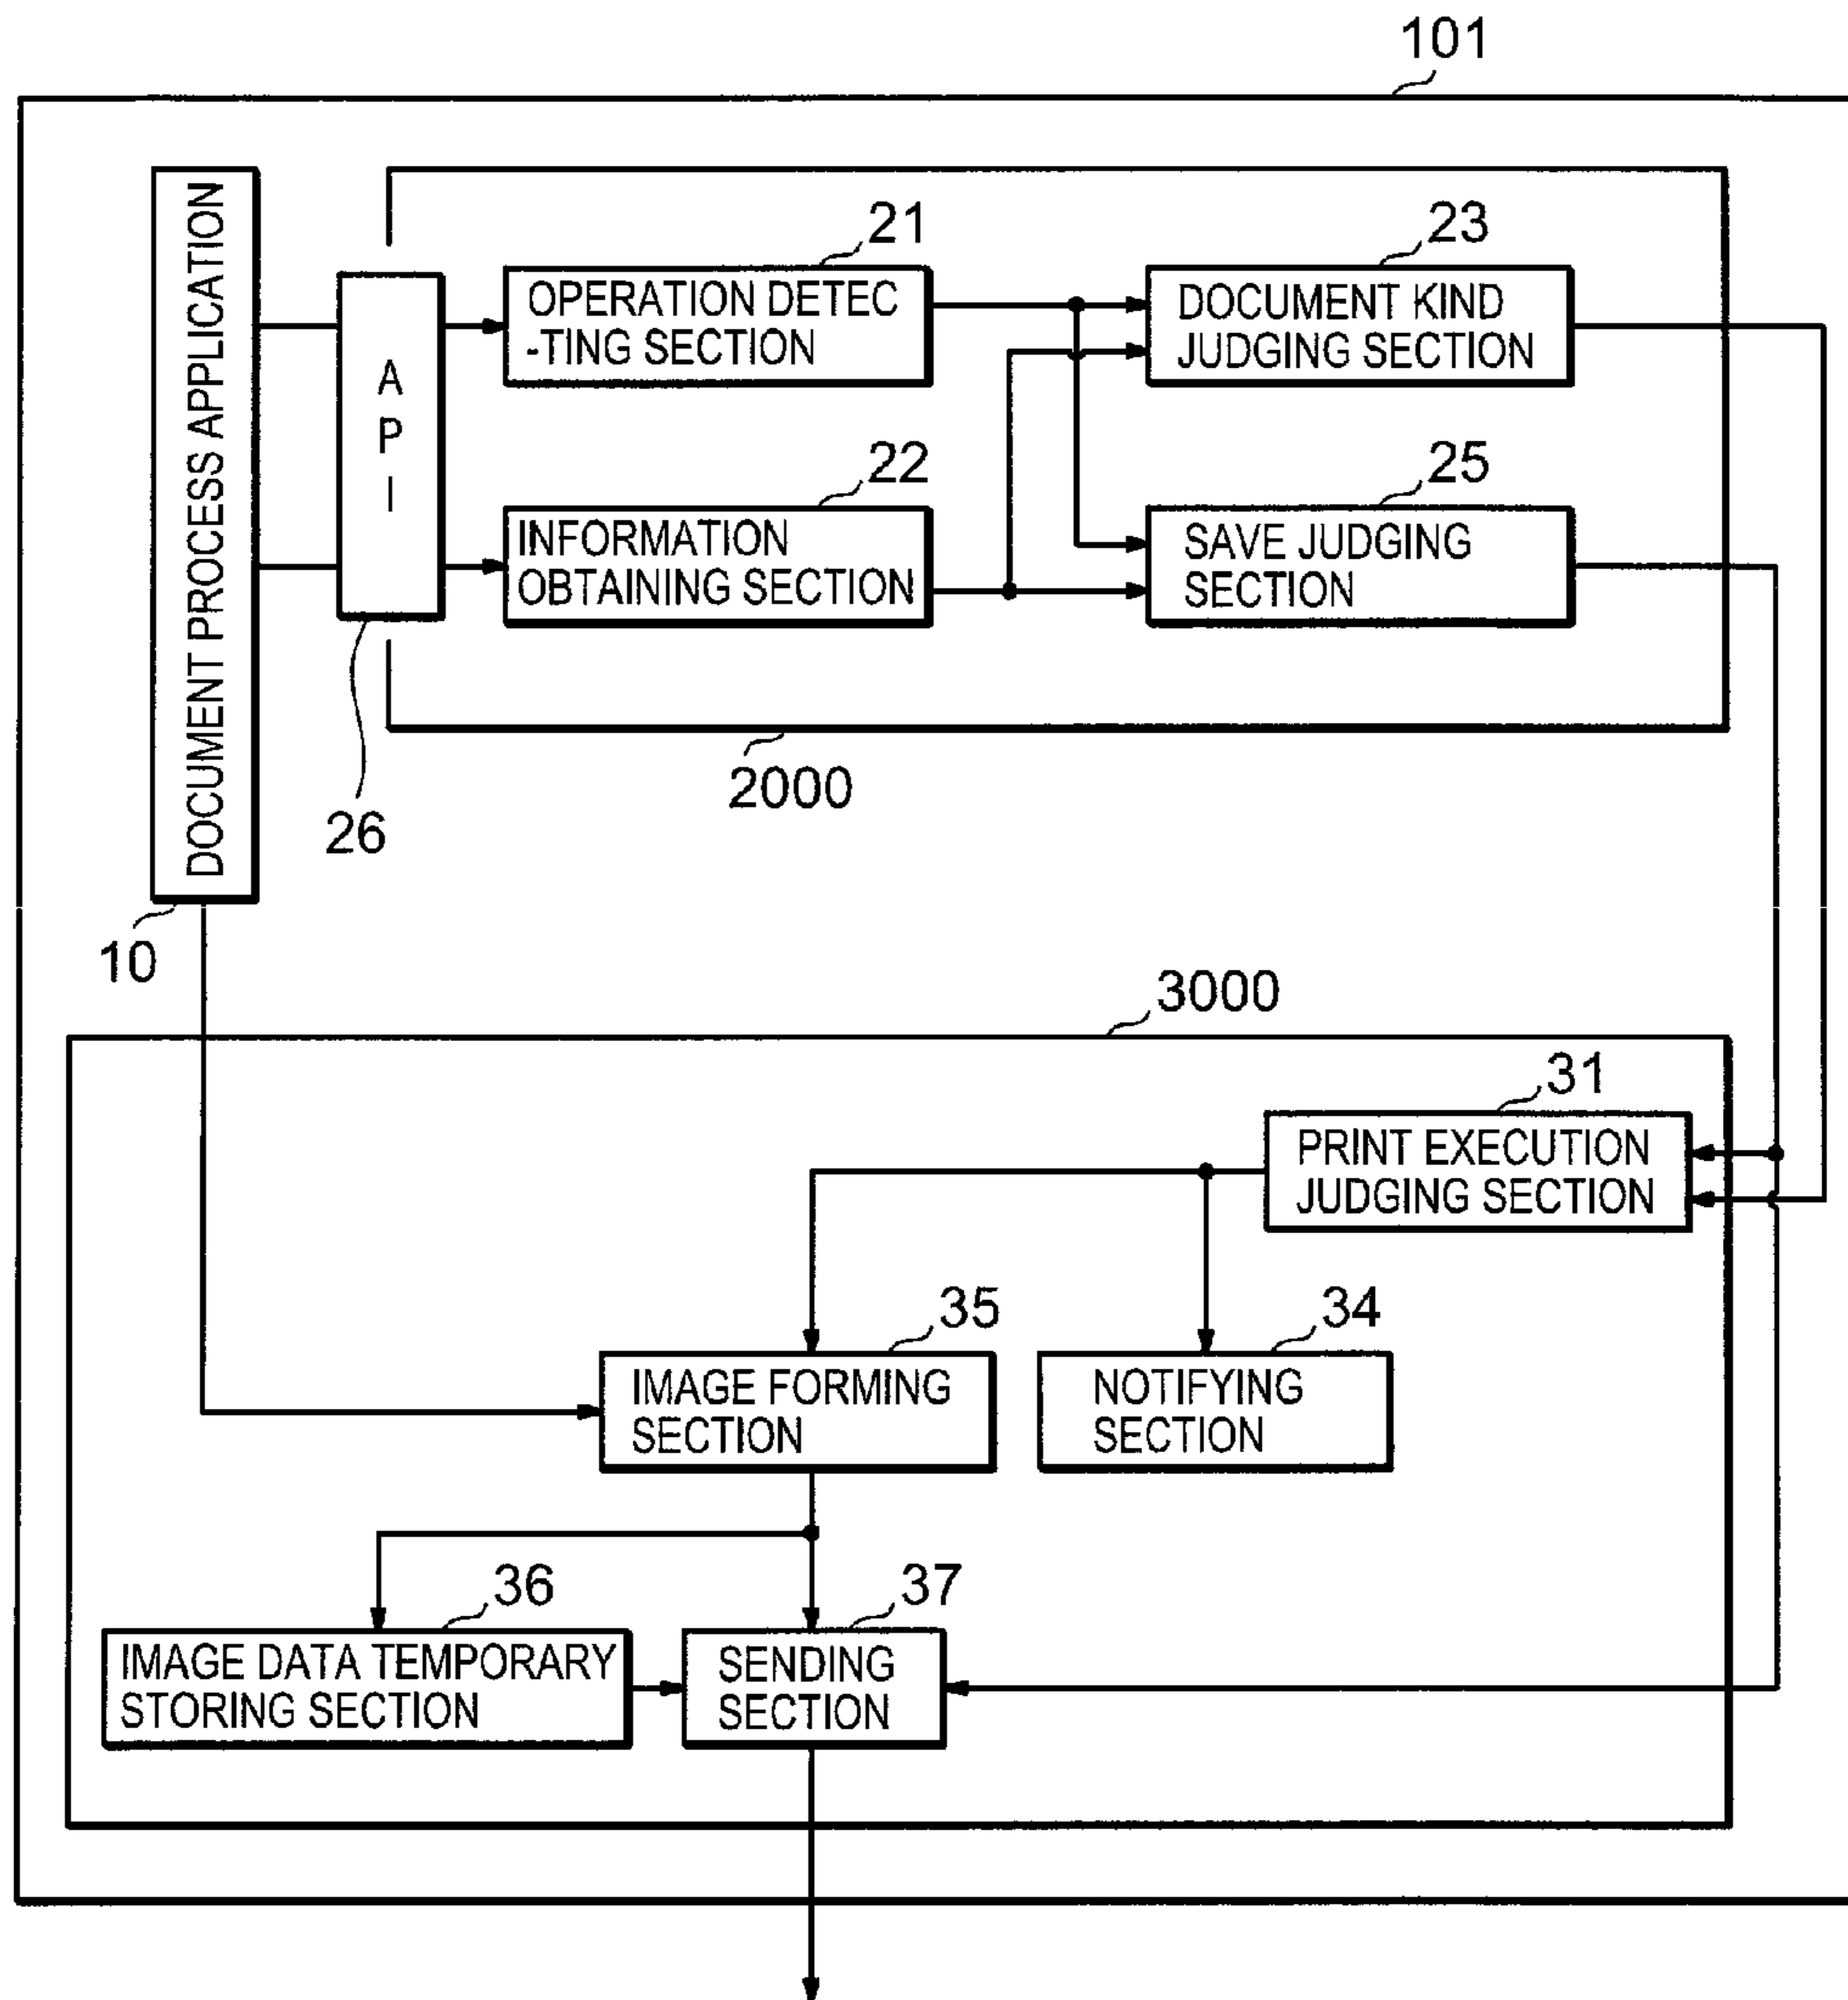 101
DOCUMENT PROCESS APPLICATION
10
A
P
I
26
21
OPERATION DETEC
-TING SECTION
22
INFORMATION
OBTAINING SECTION
23
DOCUMENT KIND
JUDGING SECTION
25
SAVE JUDGING
SECTION
2000
3000
31
PRINT EXECUTION
JUDGING SECTION
35
IMAGE FORMING
SECTION
34
NOTIFYING
SECTION
36
IMAGE DATA TEMPORARY
STORING SECTION
37
SENDING
SECTION